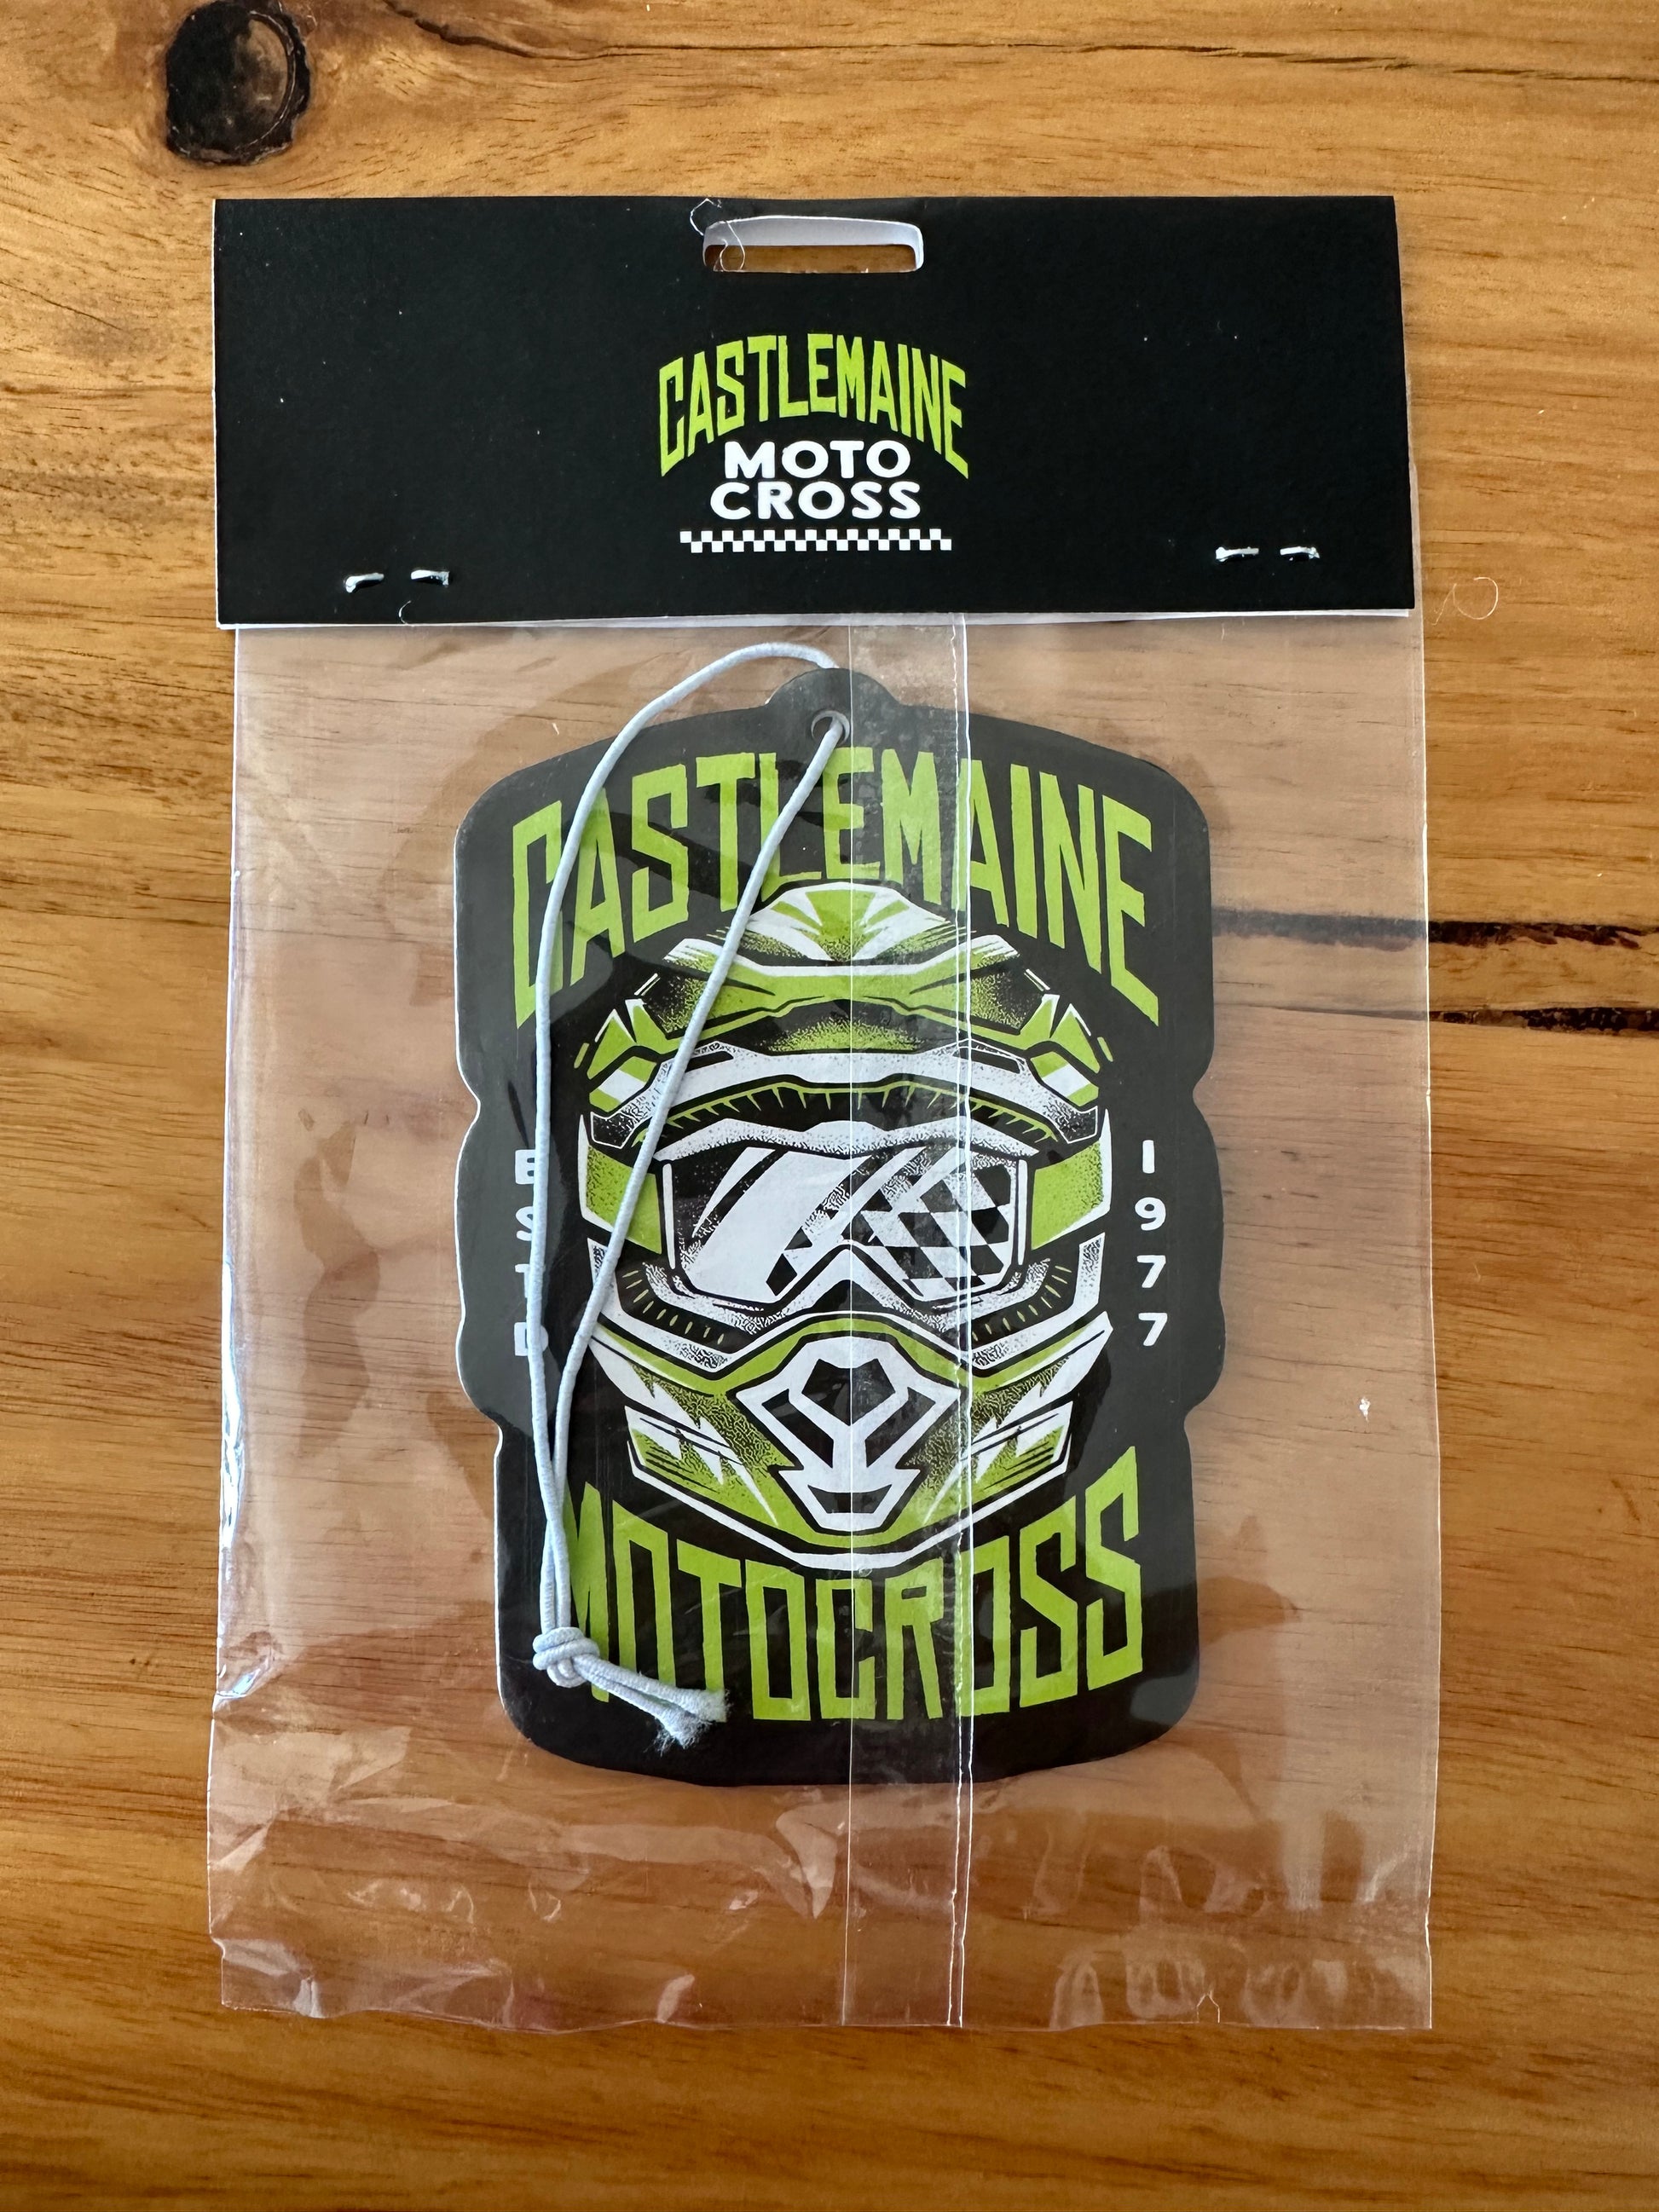 CASTLEMAINE
MOTO
CROSS
CASTLEMAINE
ESTD
1977
MOTOCROSS